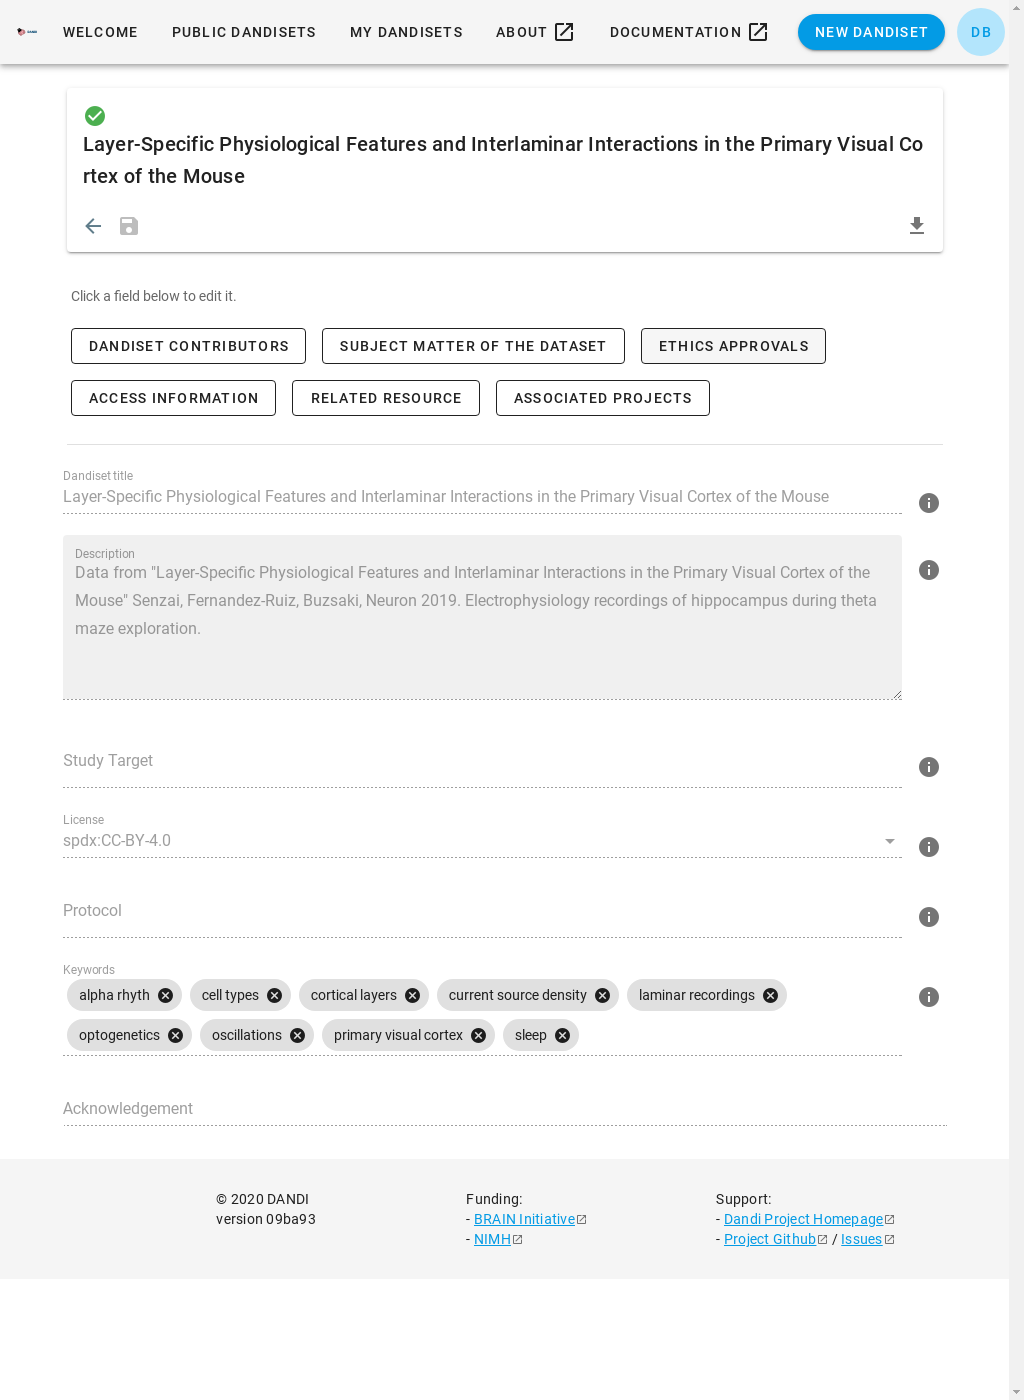 WELCOME PUBLIC DANDISETS MY DANDISETS ABOUT DOCUMENTATION NEW DANDISET DB
Layer-Specific Physiological Features and Interlaminar Interactions in the Primary Visual Co
rtex of the Mouse
Click a field below to edit it.
DANDISET CONTRIBUTORS SUBJECT MATTER OF THE DATASET ETHICS APPROVALS
ACCESS INFORMATION RELATED RESOURCE ASSOCIATED PROJECTS
Dandiset title
Layer-Specific Physiological Features and Interlaminar Interactions in the Primary Visual Cortex of the Mouse
Description
Data from "Layer-Specific Physiological Features and Interlaminar Interactions in the Primary Visual Cortex of the
Mouse" Senzai, Fernandez-Ruiz, Buzsaki, Neuron 2019. Electrophysiology recordings of hippocampus during theta
maze exploration.
Study Target
License
spdx:CC-BY-4.0
Protocol
Keywords
alpha rhyth cell types cortical layers current source density laminar recordings
optogenetics oscillations primary visual cortex sleep
Acknowledgement
© 2020 DANDI
version 09ba93
Funding:
- BRAIN Initiative
- NIMH
Support:
- Dandi Project Homepage
- Project Github / Issues